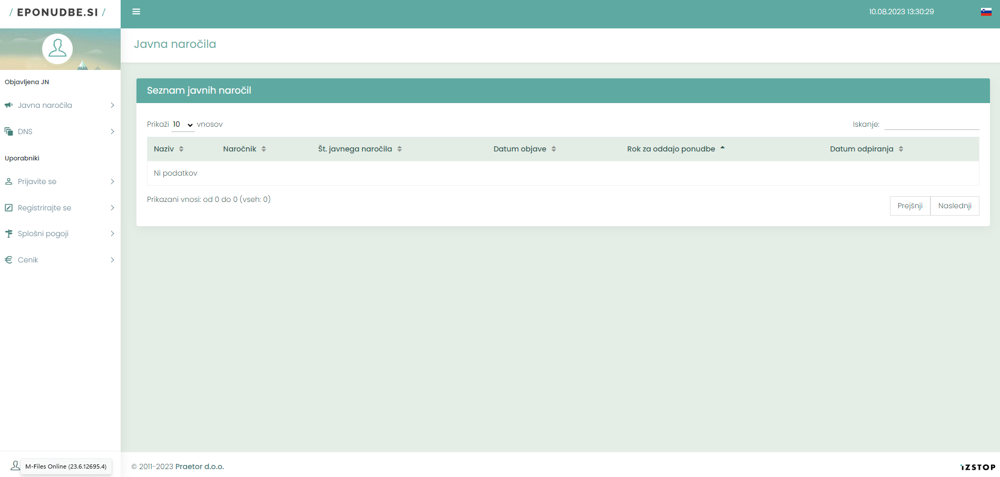 / EPONUDBE.SI /
10.08.2023 13:30:29
Javna naročila
Objavljena JN
Javna naročila
DNS
Uporabniki
Prijavite se
Registrirajte se
Splošni pogoji
Cenik
Seznam javnih naročil
Prikaži 10 vnosov
Iskanje:
Naziv Naročnik Št. javnega naročila Datum objave Rok za oddajo ponudbe Datum odpiranja
Ni podatkov
Prikazani vnosi: od 0 do 0 (vseh: 0)
Prejšnji Naslednji
M-Files Online (23.6.12695.4)
© 2011-2023 Praetor d.o.o.
iZSTOP